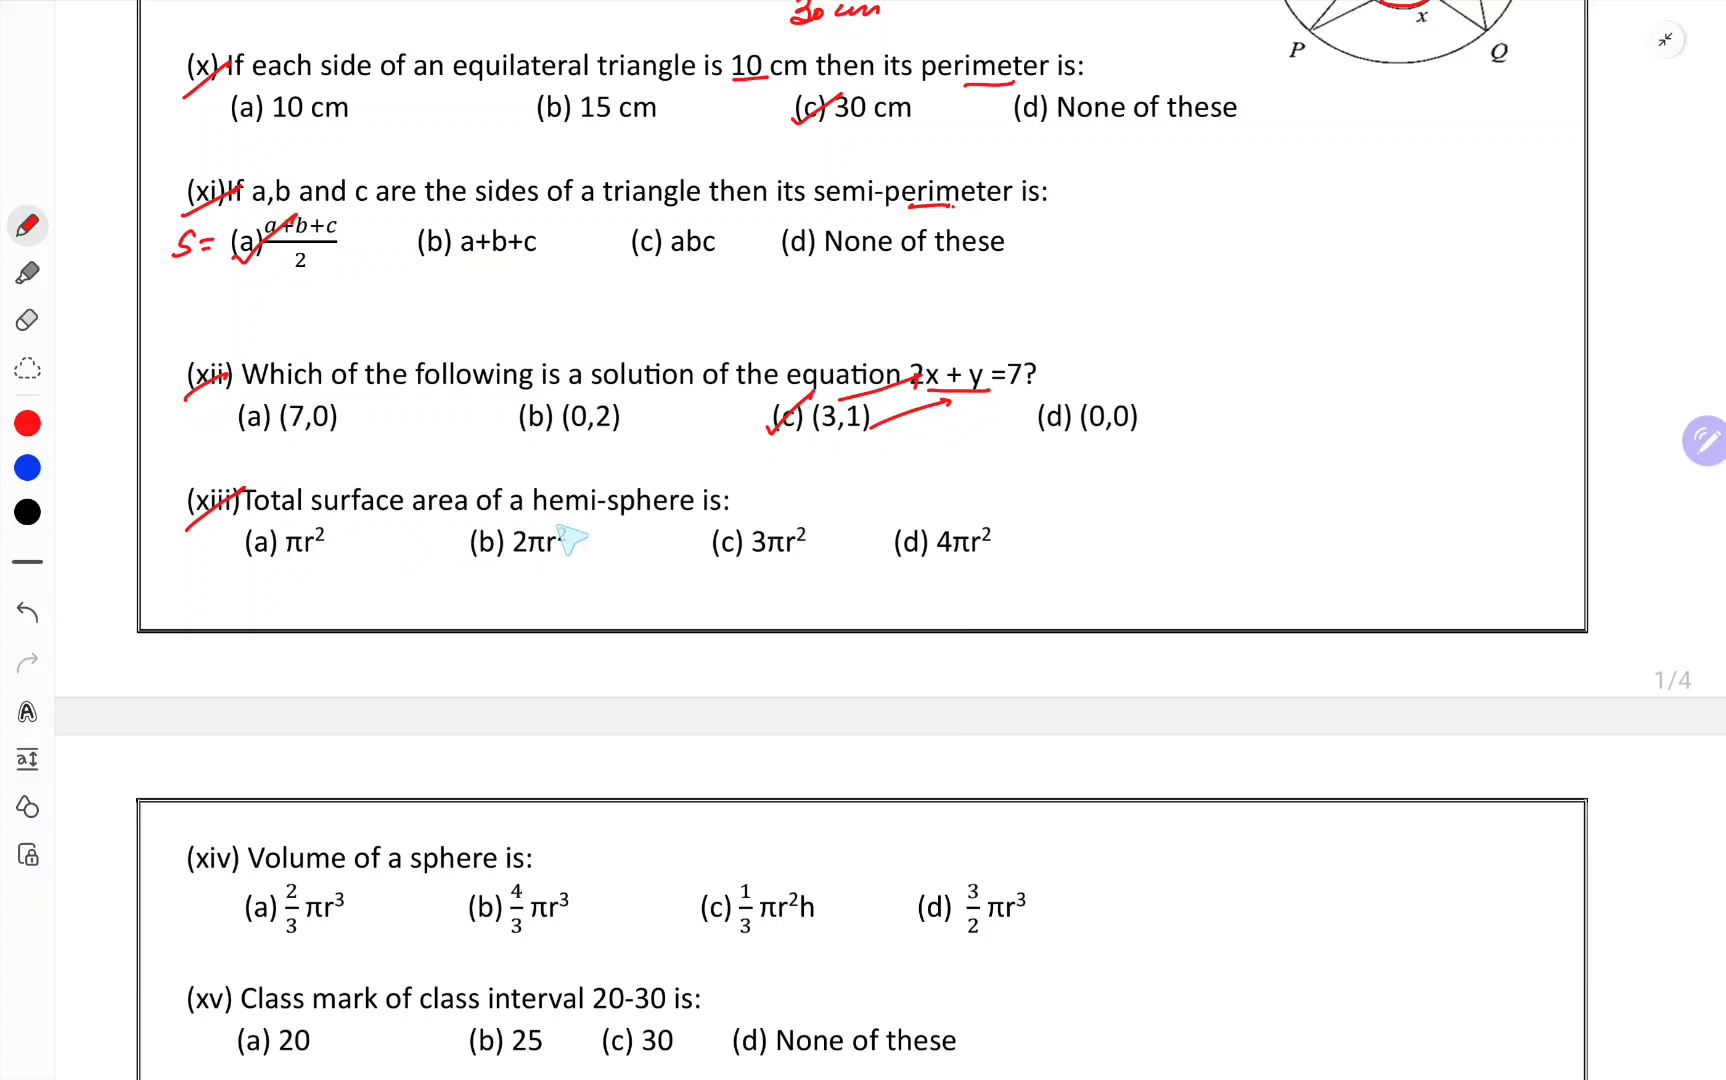 30 cm
x
P
Q
(x) If each side of an equilateral triangle is 10 cm then its perimeter is:
(a) 10 cm (b) 15 cm (c) 30 cm (d) None of these
(xi)If a,b and c are the sides of a triangle then its semi-perimeter is:
S= (a) a+b+c/2 (b) a+b+c (c) abc (d) None of these
(xii) Which of the following is a solution of the equation 2x + y =7?
(a) (7,0) (b) (0,2) (c) (3,1) (d) (0,0)
(xiii)Total surface area of a hemi-sphere is:
(a) πr² (b) 2πr² (c) 3πr² (d) 4πr²
1/4
(xiv) Volume of a sphere is:
(a) 2/3 πr³ (b) 4/3 πr³ (c) 1/3 πr²h (d) 3/2 πr³
(xv) Class mark of class interval 20-30 is:
(a) 20 (b) 25 (c) 30 (d) None of these